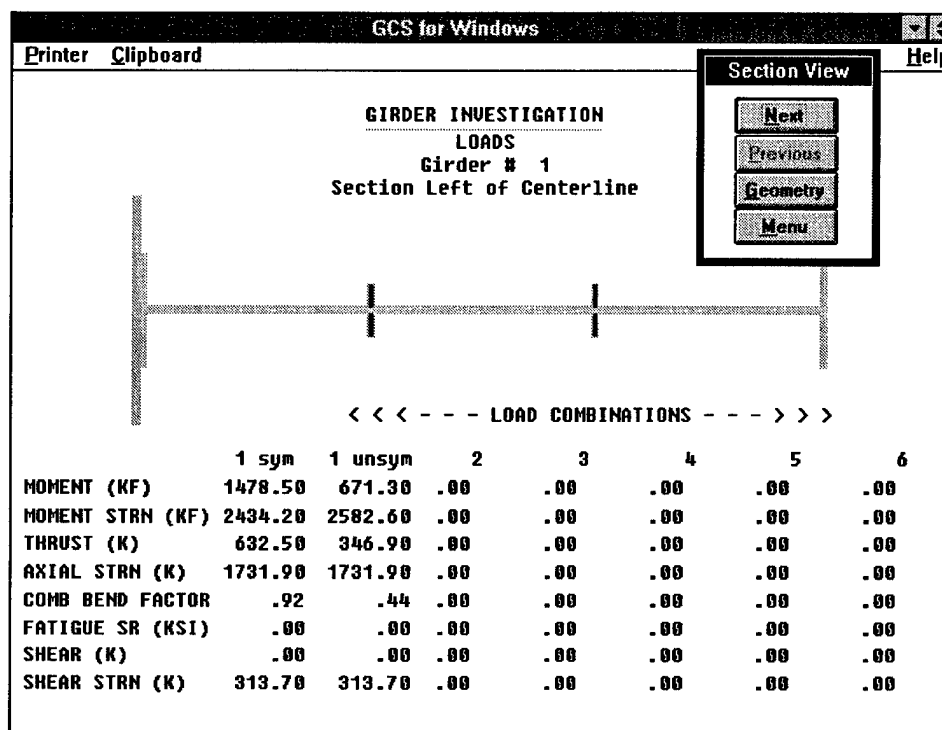 GCS for Windows
Printer Clipboard Help
Section View
Next
Previous
Geometry
Menu
GIRDER INVESTIGATION
LOADS
Girder # 1
Section Left of Centerline
< < < - - - LOAD COMBINATIONS - - - > > >
1 sym 1 unsym 2 3 4 5 6
MOMENT (KF) 1478.50 671.30 .00 .00 .00 .00 .00
MOMENT STRN (KF) 2434.20 2582.60 .00 .00 .00 .00 .00
THRUST (K) 632.50 346.90 .00 .00 .00 .00 .00
AXIAL STRN (K) 1731.90 1731.90 .00 .00 .00 .00 .00
COMB BEND FACTOR .92 .44 .00 .00 .00 .00 .00
FATIGUE SR (KSI) .00 .00 .00 .00 .00 .00 .00
SHEAR (K) .00 .00 .00 .00 .00 .00 .00
SHEAR STRN (K) 313.70 313.70 .00 .00 .00 .00 .00